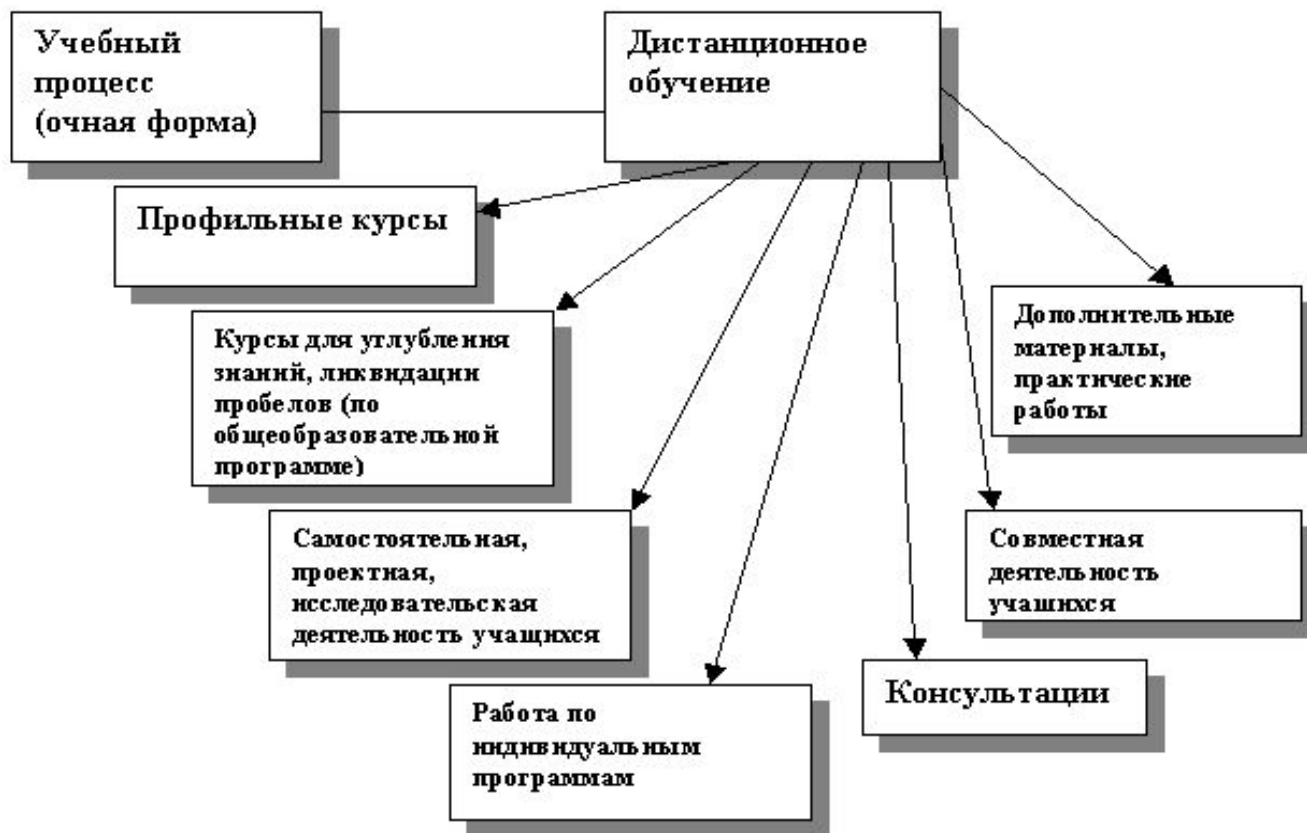 Учебный
процесс
(очная форма)
Дистанционное
обучение
Профильные курсы
Курсы для углубления
знаний, ликвидации
пробелов (по
общеобразовательной
программе)
Дополнительные
материалы,
практические
работы
Самостоятельная,
проектная,
исследовательская
деятельность учащихся
Совместная
деятельность
учашихся
Работа по
индивидуальным
программам
Консультации